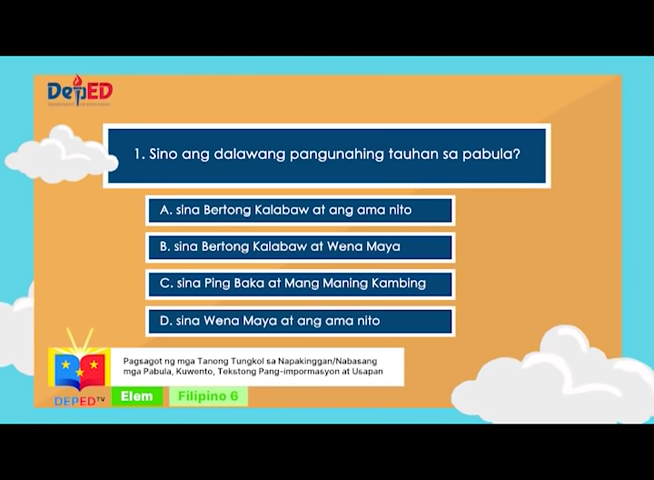 DepED
1. Sino ang dalawang pangunahing tauhan sa pabula?
A. sina Bertong Kalabaw at ang ama nito
B. sina Bertong Kalabaw at Wena Maya
C. sina Ping Baka at Mang Maning Kambing
D. sina Wena Maya at ang ama nito
Pagsagot ng mga Tanong Tungkol sa Napakinggan/Nabasang
mga Pabula, Kuwento, Tekstong Pang-impormasyon at Usapan
DEPED TV
Elem
Filipino 6